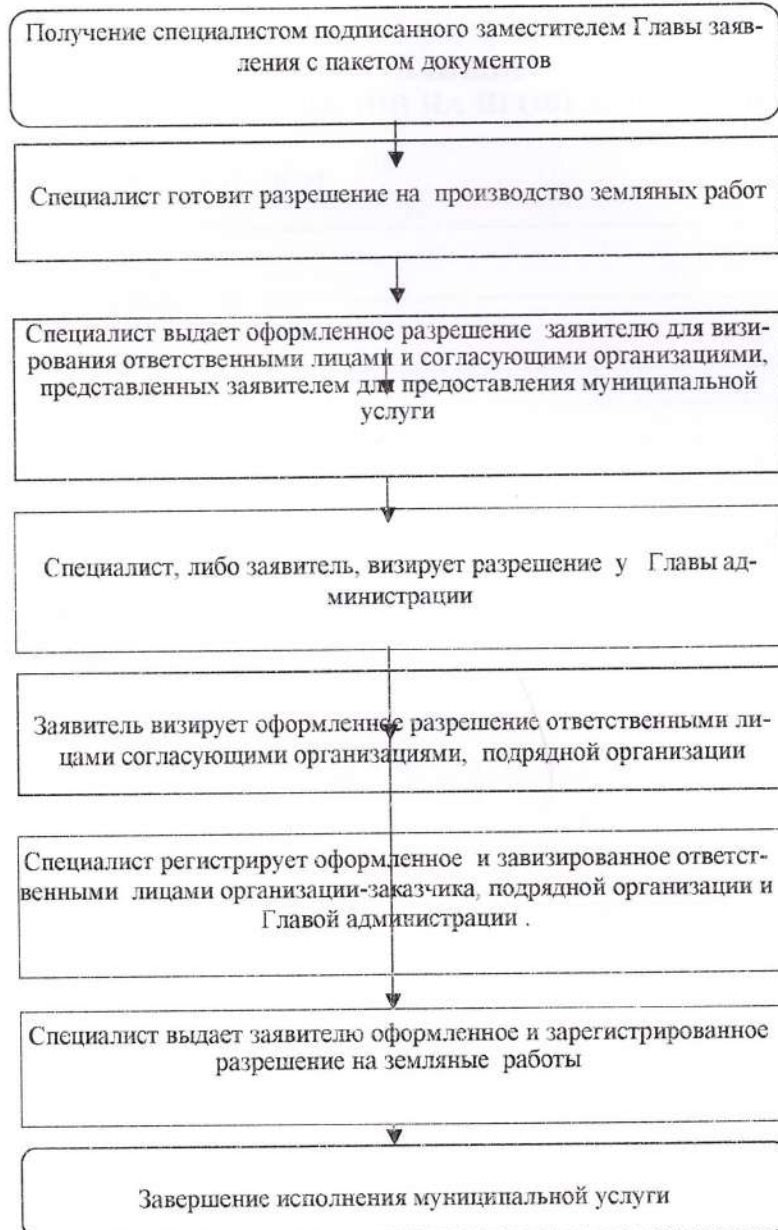 Получение специалистом подписанного заместителем Главы заяв-
ления с пакетом документов
Специалист готовит разрешение на производство земляных работ
Специалист выдает оформленное разрешение заявителю для визи-
рования ответственными лицами и согласующими организациями,
представленных заявителем для предоставления муниципальной
услуги
Специалист, либо заявитель, визирует разрешение у Главы ад-
министрации
Заявитель визирует оформленное разрешение ответственными ли-
цами согласующими организациями, подрядной организации
Специалист регистрирует оформленное и завизированное ответст-
венными лицами организации-заказчика, подрядной организации и
Главой администрации .
Специалист выдает заявителю оформленное и зарегистрированное
разрешение на земляные работы
Завершение исполнения муниципальной услуги